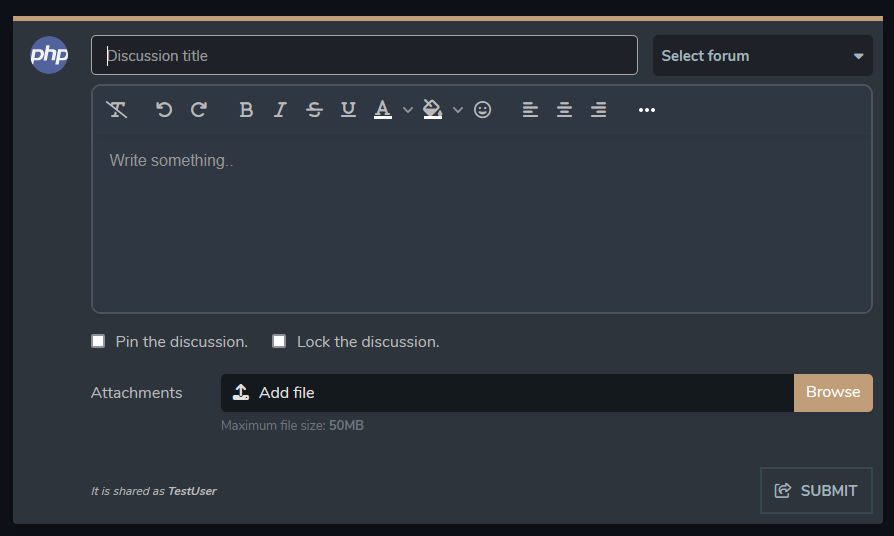 php
Discussion title
Select forum
B I S U A
Write something..
Pin the discussion.
Lock the discussion.
Attachments
Add file
Browse
Maximum file size: 50MB
It is shared as TestUser
SUBMIT